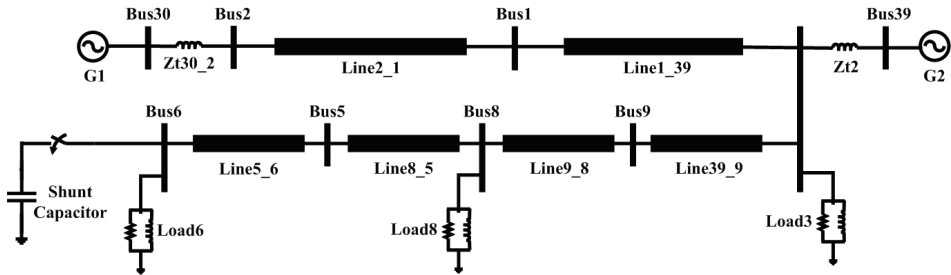 Bus30
Bus2
Bus1
Bus39
G1
Zt30_2
Line2_1
Line1_39
Zt2
G2
Bus6
Bus5
Bus8
Bus9
Line5_6
Line8_5
Line9_8
Line39_9
Shunt
Capacitor
Load6
Load8
Load3